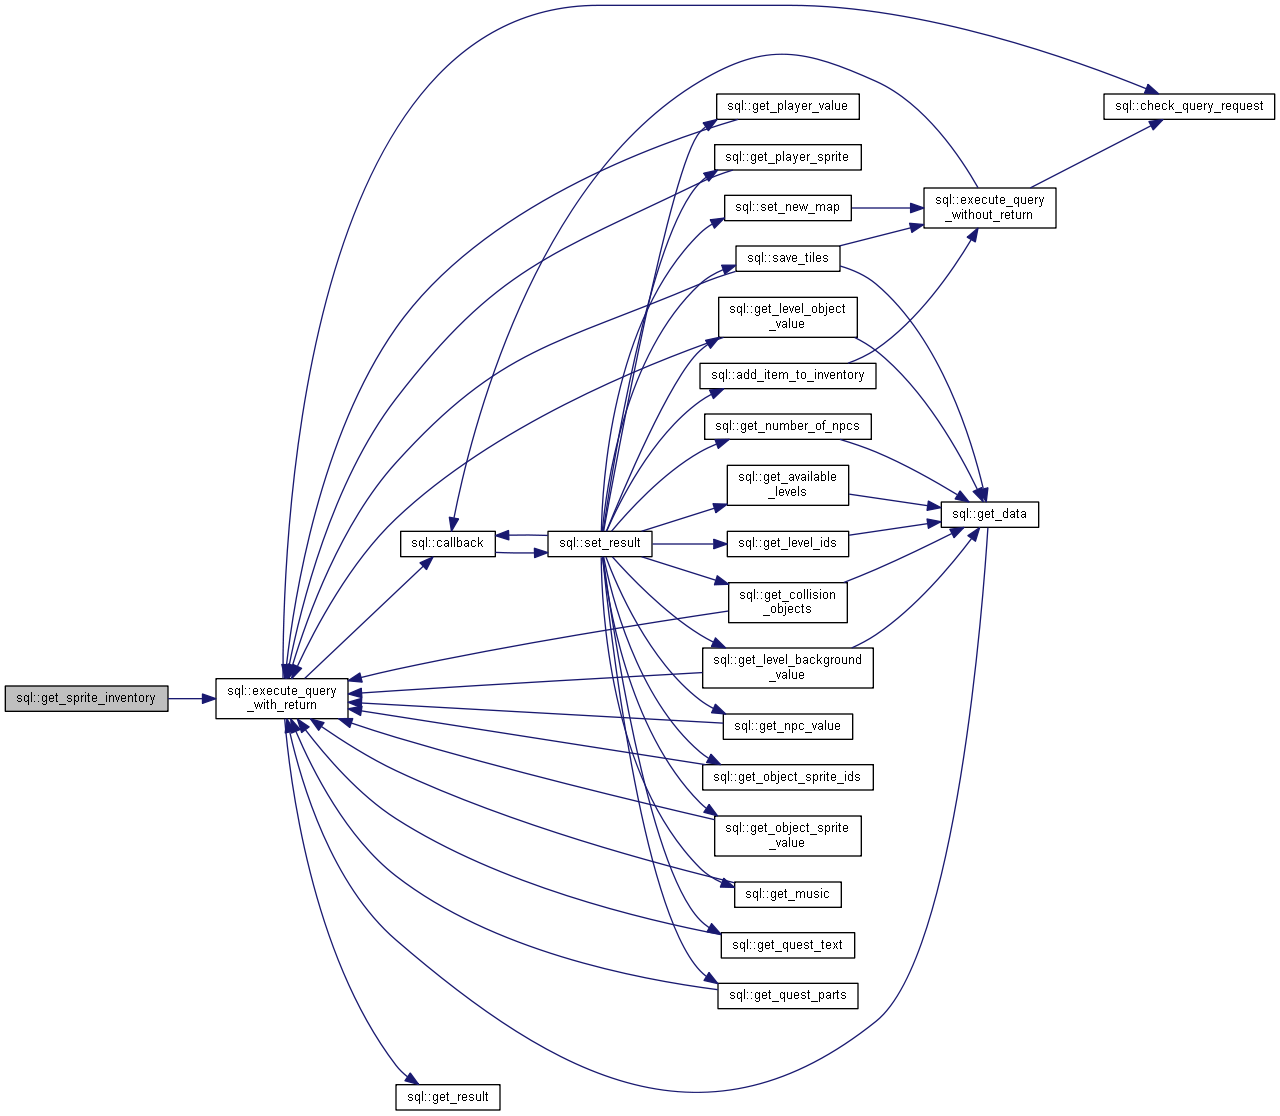 sql::get_player_value
sql::check_query_request
sql::get_player_sprite
sql::set_new_map
sql::execute_query
_without_return
sql::save_tiles
sql::get_level_object
_value
sql::add_item_to_inventory
sql::get_number_of_npcs
sql::get_available
_levels
sql::get_data
sql::callback
sql::set_result
sql::get_level_ids
sql::get_collision
_objects
sql::get_level_background
_value
sql::get_sprite_inventory
sql::execute_query
_with_return
sql::get_npc_value
sql::get_object_sprite_ids
sql::get_object_sprite
_value
sql::get_music
sql::get_quest_text
sql::get_quest_parts
sql::get_result